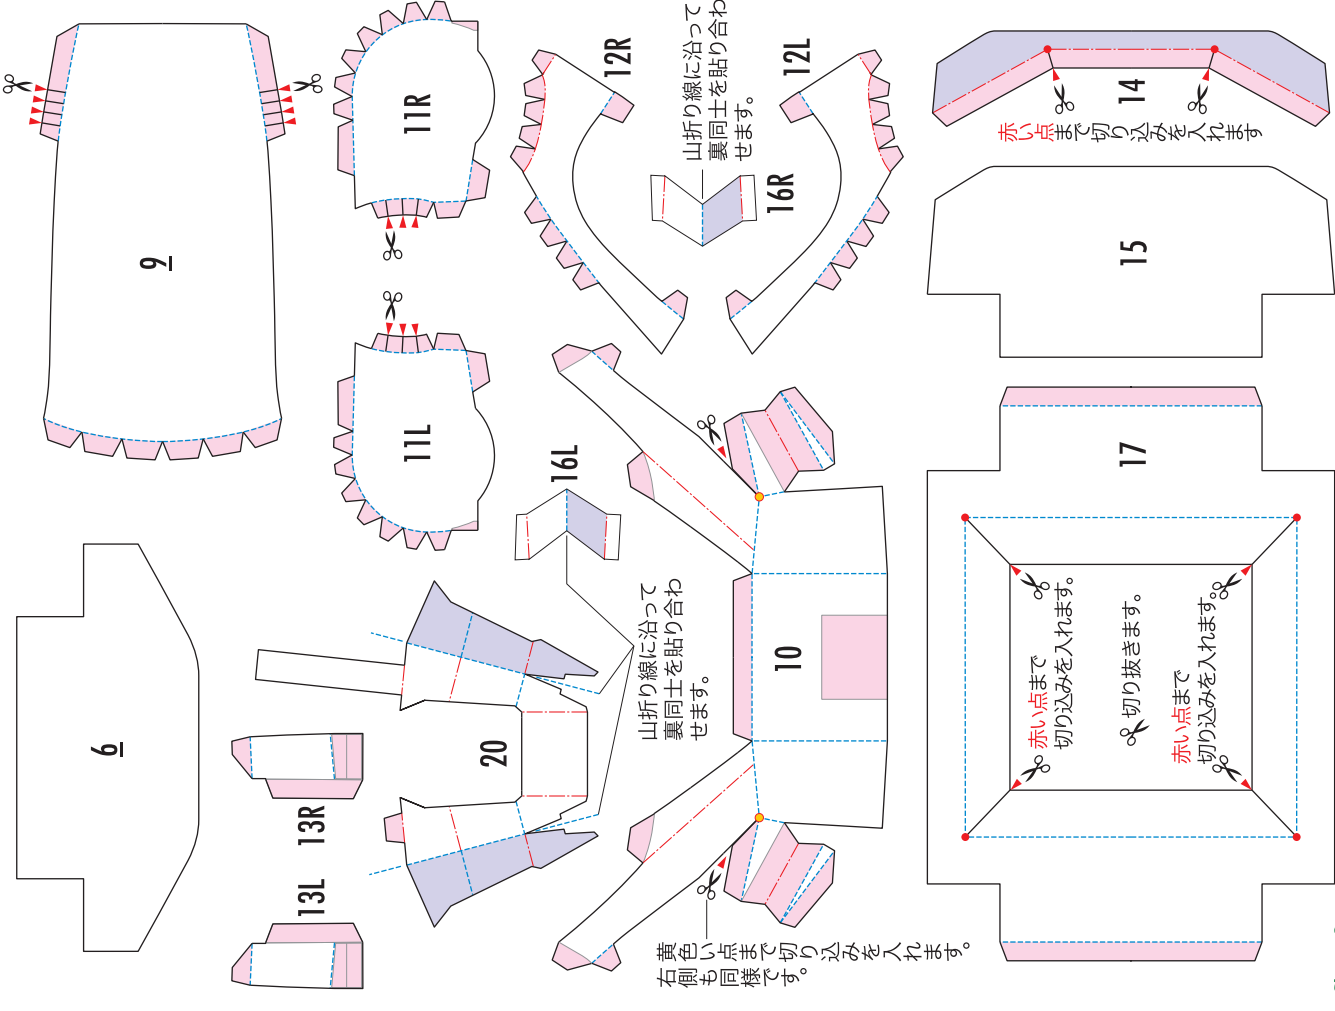 9
11R
12R
12L
山折り線に沿って
裏同士を貼り合わ
せます。
16R
14
赤い点まで切り込みを入れます
15
11L
16L
山折り線に沿って
裏同士を貼り合わ
せます。
6
13R
13L
20
10
黄色い点まで切り込みを入れます。
右側も同様です。
17
赤い点まで
切り込みを入れます。
切り抜きます。
赤い点まで
切り込みを入れます。